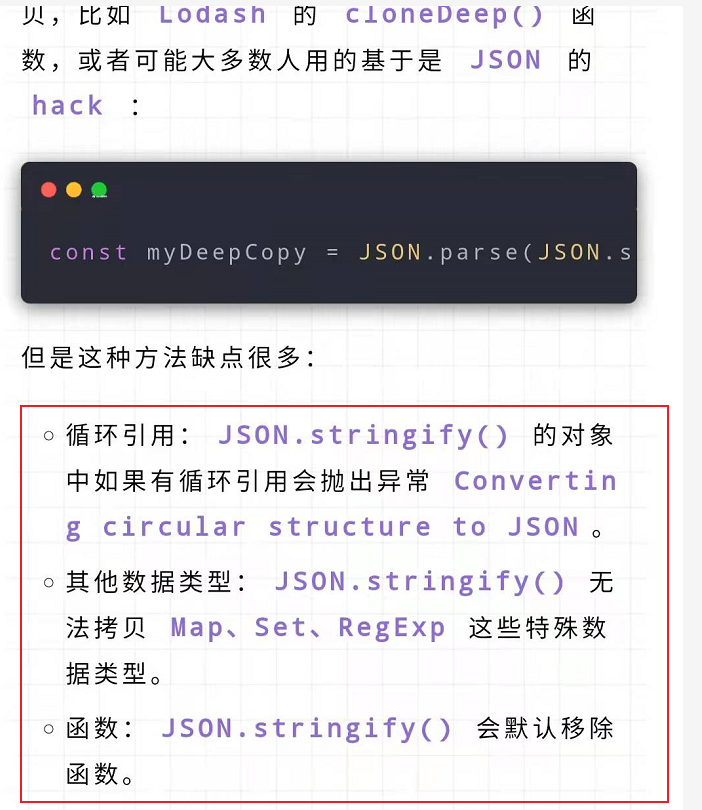 贝，比如 Lodash 的 cloneDeep() 函
数，或者可能大多数人用的基于是 JSON 的
hack ：
const myDeepCopy = JSON.parse(JSON.s
但是这种方法缺点很多：
循环引用： JSON.stringify() 的对象
中如果有循环引用会抛出异常 Convertin
g circular structure to JSON 。
其他数据类型： JSON.stringify() 无
法拷贝 Map、Set、RegExp 这些特殊数
据类型。
函数： JSON.stringify() 会默认移除
函数。